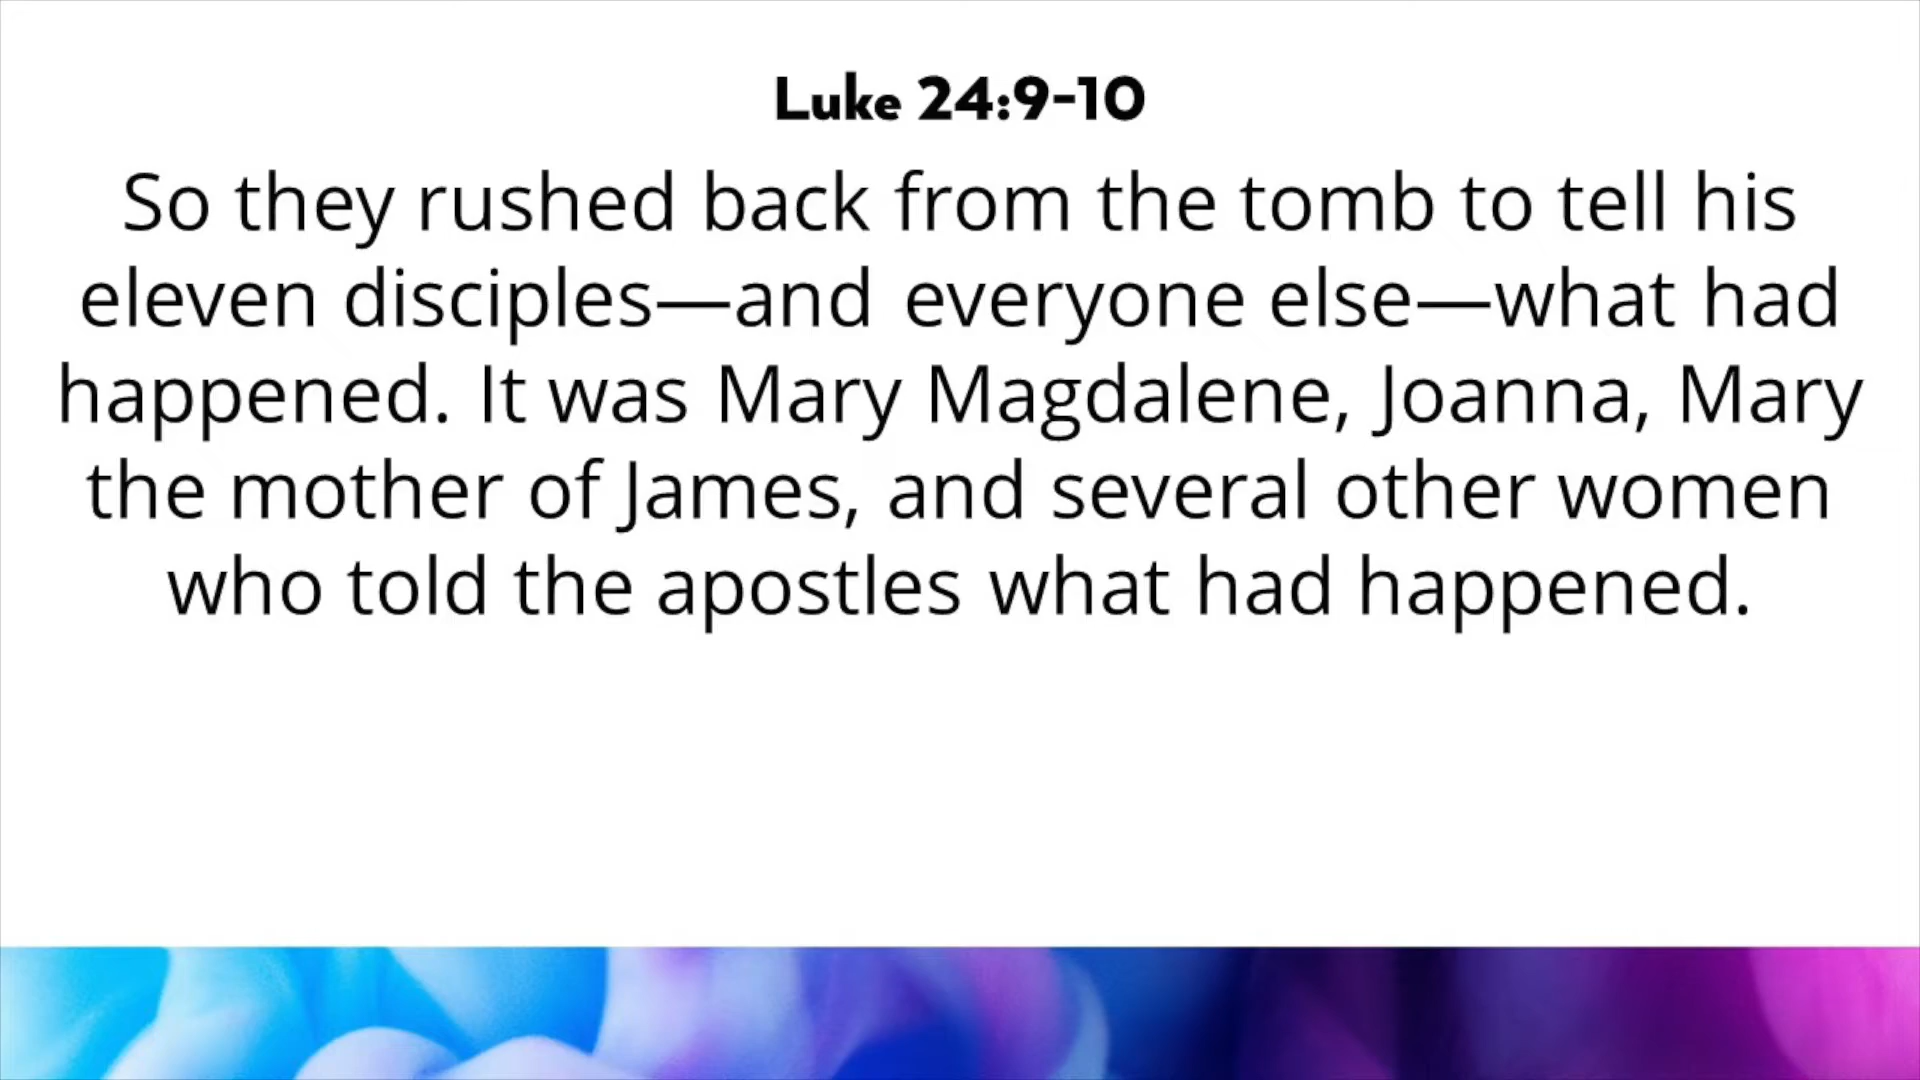 Luke 24:9-10
So they rushed back from the tomb to tell his
eleven disciples—and everyone else—what had
happened. It was Mary Magdalene, Joanna, Mary
the mother of James, and several other women
who told the apostles what had happened.